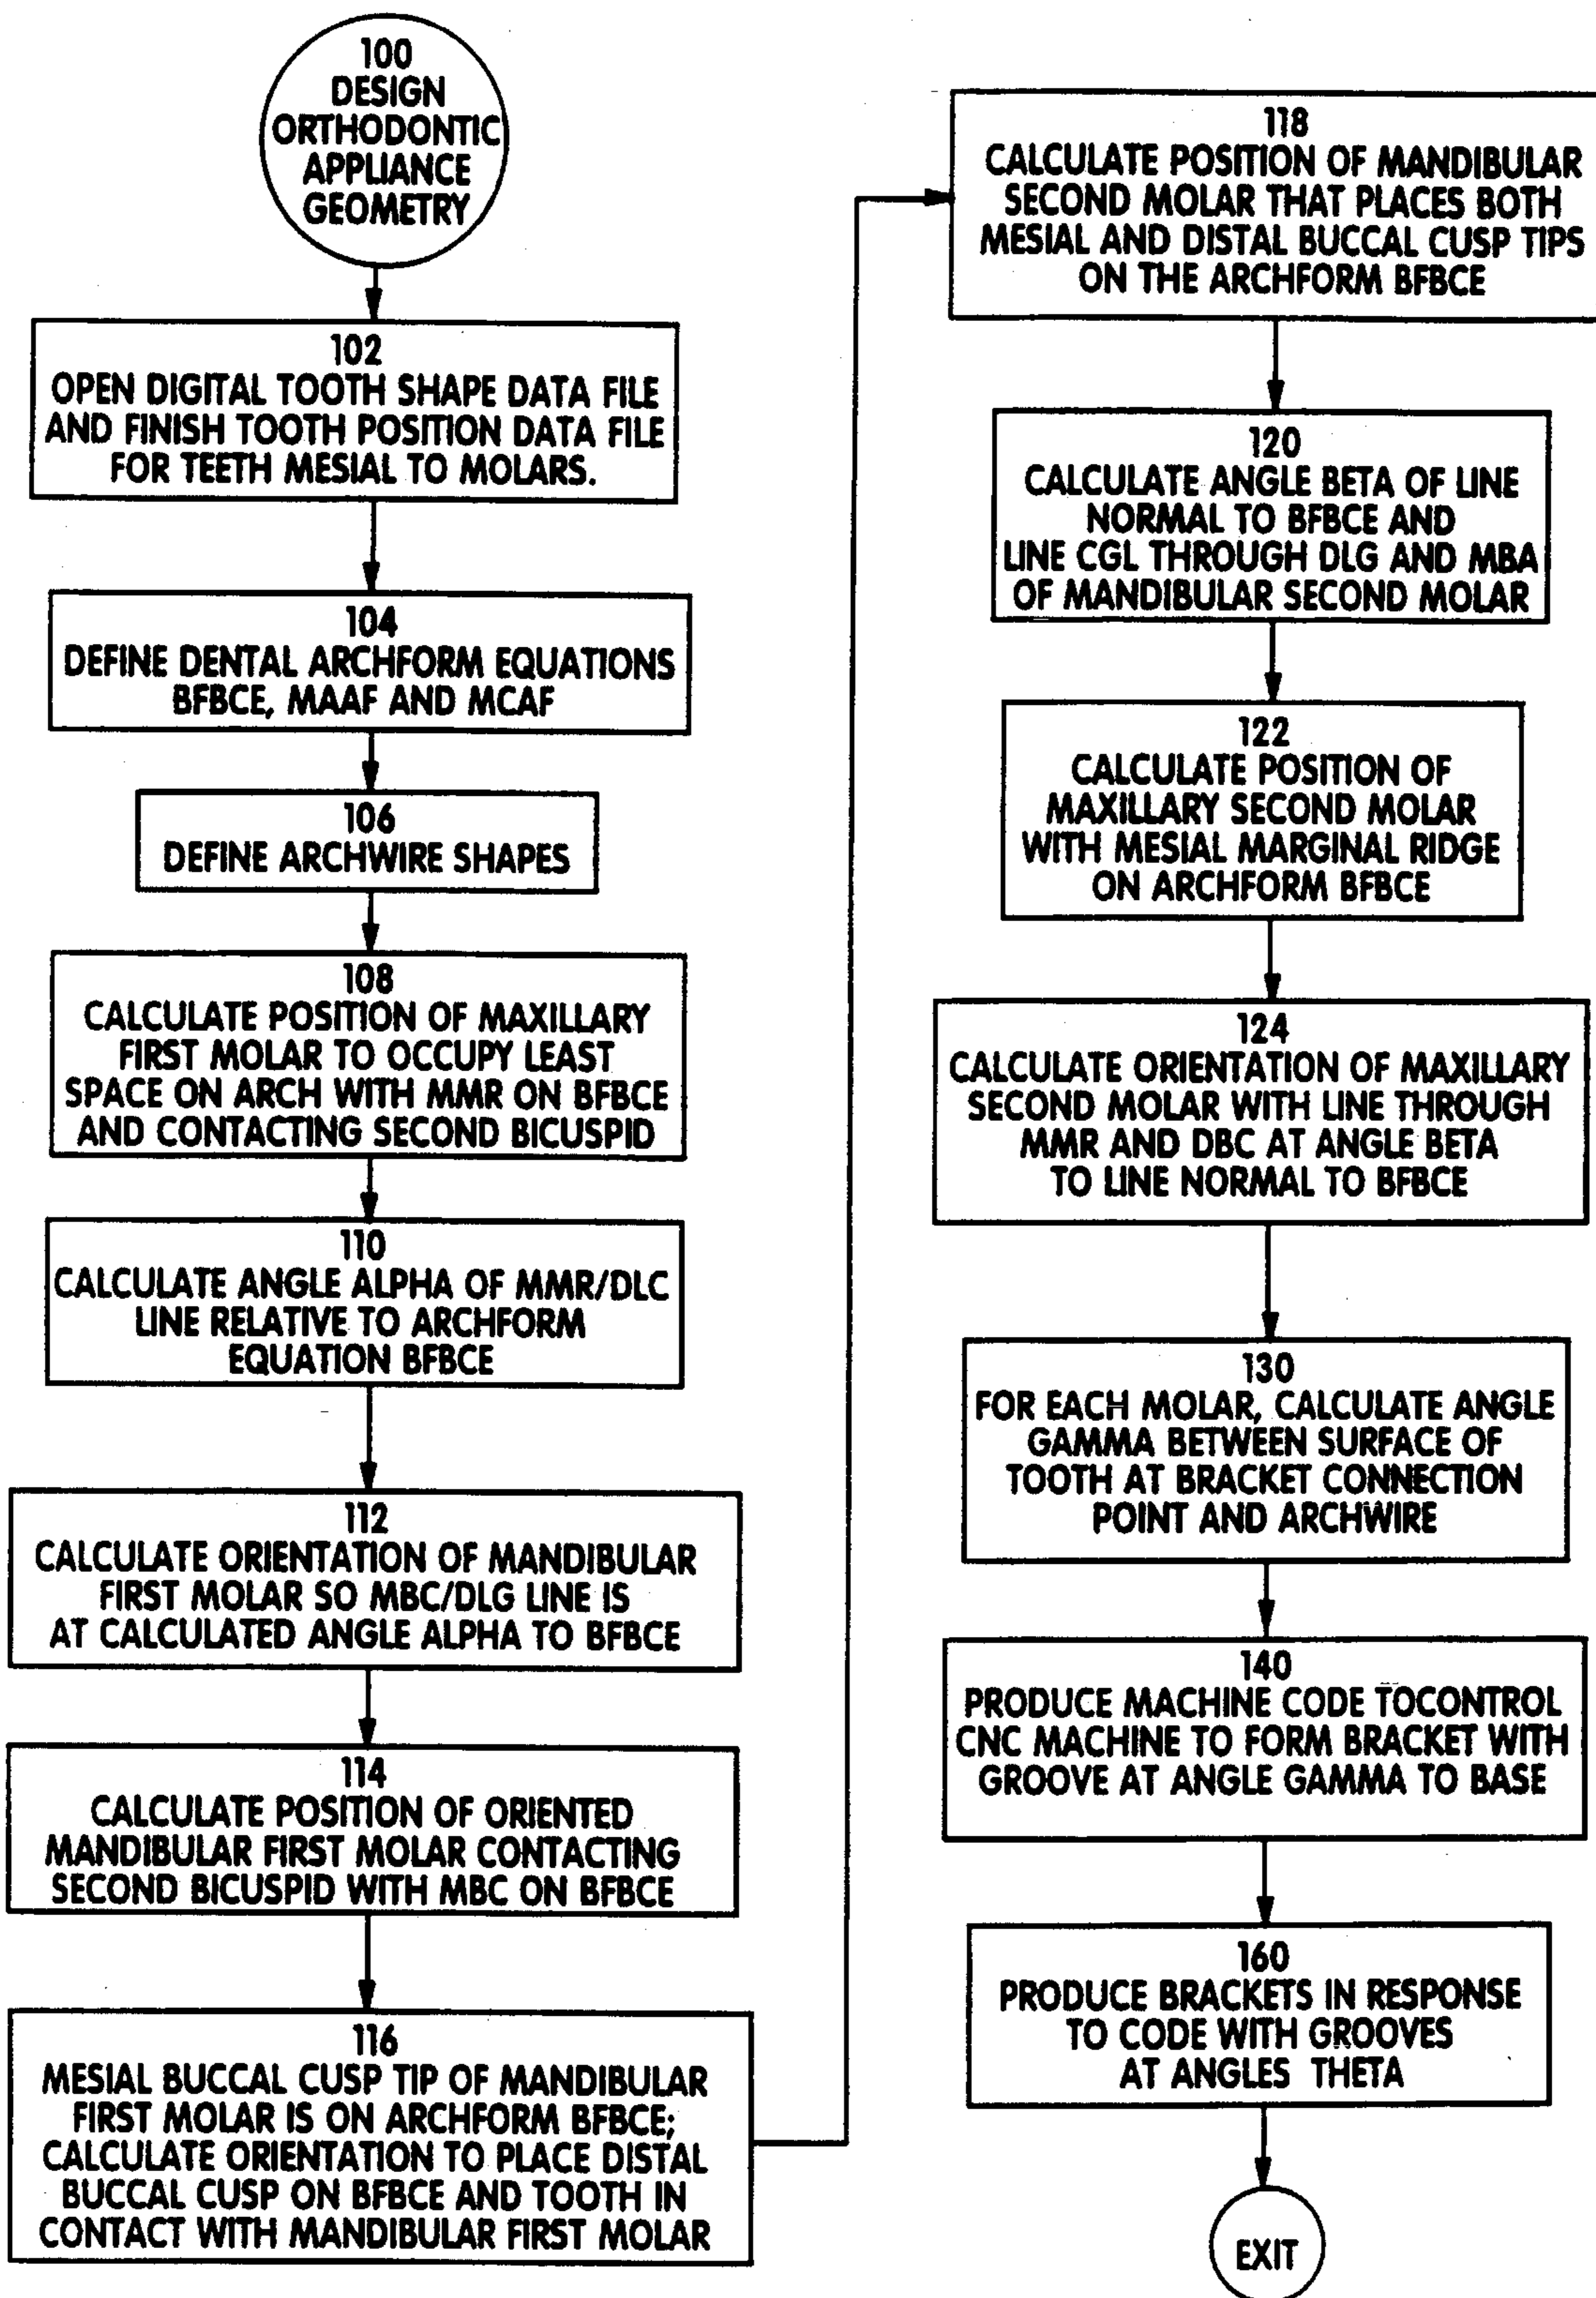 100
DESIGN
ORTHODONTIC
APPLIANCE
GEOMETRY
102
OPEN DIGITAL TOOTH SHAPE DATA FILE
AND FINISH TOOTH POSITION DATA FILE
FOR TEETH MESIAL TO MOLARS.
104
DEFINE DENTAL ARCHFORM EQUATIONS
BFBCE, MAAF AND MCAF
106
DEFINE ARCHWIRE SHAPES
108
CALCULATE POSITION OF MAXILLARY
FIRST MOLAR TO OCCUPY LEAST
SPACE ON ARCH WITH MMR ON BFBCE
AND CONTACTING SECOND BICUSPID
110
CALCULATE ANGLE ALPHA OF MMR/DLC
LINE RELATIVE TO ARCHFORM
EQUATION BFBCE
112
CALCULATE ORIENTATION OF MANDIBULAR
FIRST MOLAR SO MBC/DLG LINE IS
AT CALCULATED ANGLE ALPHA TO BFBCE
114
CALCULATE POSITION OF ORIENTED
MANDIBULAR FIRST MOLAR CONTACTING
SECOND BICUSPID WITH MBC ON BFBCE
116
MESIAL BUCCAL CUSP TIP OF MANDIBULAR
FIRST MOLAR IS ON ARCHFORM BFBCE;
CALCULATE ORIENTATION TO PLACE DISTAL
BUCCAL CUSP ON BFBCE AND TOOTH IN
CONTACT WITH MANDIBULAR FIRST MOLAR
118
CALCULATE POSITION OF MANDIBULAR
SECOND MOLAR THAT PLACES BOTH
MESIAL AND DISTAL BUCCAL CUSP TIPS
ON THE ARCHFORM BFBCE
120
CALCULATE ANGLE BETA OF LINE
NORMAL TO BFBCE AND
LINE CGL THROUGH DLG AND MBA
OF MANDIBULAR SECOND MOLAR
122
CALCULATE POSITION OF
MAXILLARY SECOND MOLAR
WITH MESIAL MARGINAL RIDGE
ON ARCHFORM BFBCE
124
CALCULATE ORIENTATION OF MAXILLARY
SECOND MOLAR WITH LINE THROUGH
MMR AND DBC AT ANGLE BETA
TO LINE NORMAL TO BFBCE
130
FOR EACH MOLAR, CALCULATE ANGLE
GAMMA BETWEEN SURFACE OF
TOOTH AT BRACKET CONNECTION
POINT AND ARCHWIRE
140
PRODUCE MACHINE CODE TOCONTROL
CNC MACHINE TO FORM BRACKET WITH
GROOVE AT ANGLE GAMMA TO BASE
160
PRODUCE BRACKETS IN RESPONSE
TO CODE WITH GROOVES
AT ANGLES THETA
EXIT